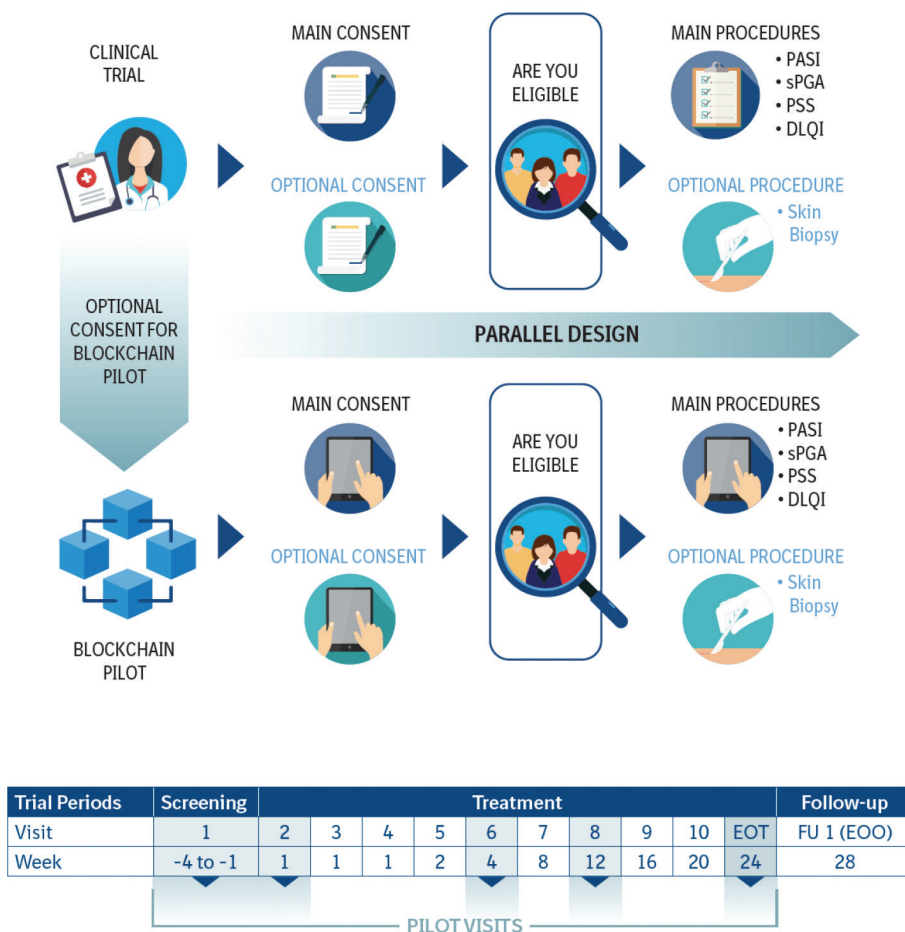 CLINICAL
TRIAL
MAIN CONSENT
OPTIONAL CONSENT
ARE YOU
ELIGIBLE
MAIN PROCEDURES
• PASI
• sPGA
• PSS
• DLQI
OPTIONAL PROCEDURE
• Skin
Biopsy
OPTIONAL
CONSENT FOR
BLOCKCHAIN
PILOT
PARALLEL DESIGN
MAIN CONSENT
OPTIONAL CONSENT
ARE YOU
ELIGIBLE
MAIN PROCEDURES
• PASI
• sPGA
• PSS
• DLQI
OPTIONAL PROCEDURE
• Skin
Biopsy
BLOCKCHAIN
PILOT
Trial Periods Screening Treatment Follow-up
Visit 1 2 3 4 5 6 7 8 9 10 EOT FU 1 (EOO)
Week -4 to -1 1 1 1 2 4 8 12 16 20 24 28
PILOT VISITS